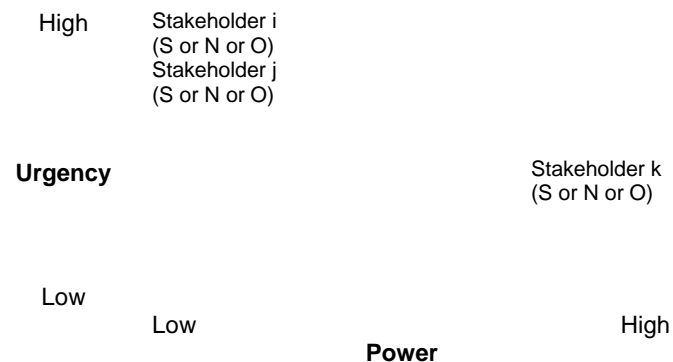 High
Stakeholder i
(S or N or O)
Stakeholder j
(S or N or O)
Urgency
Stakeholder k
(S or N or O)
Low
Low
High
Power